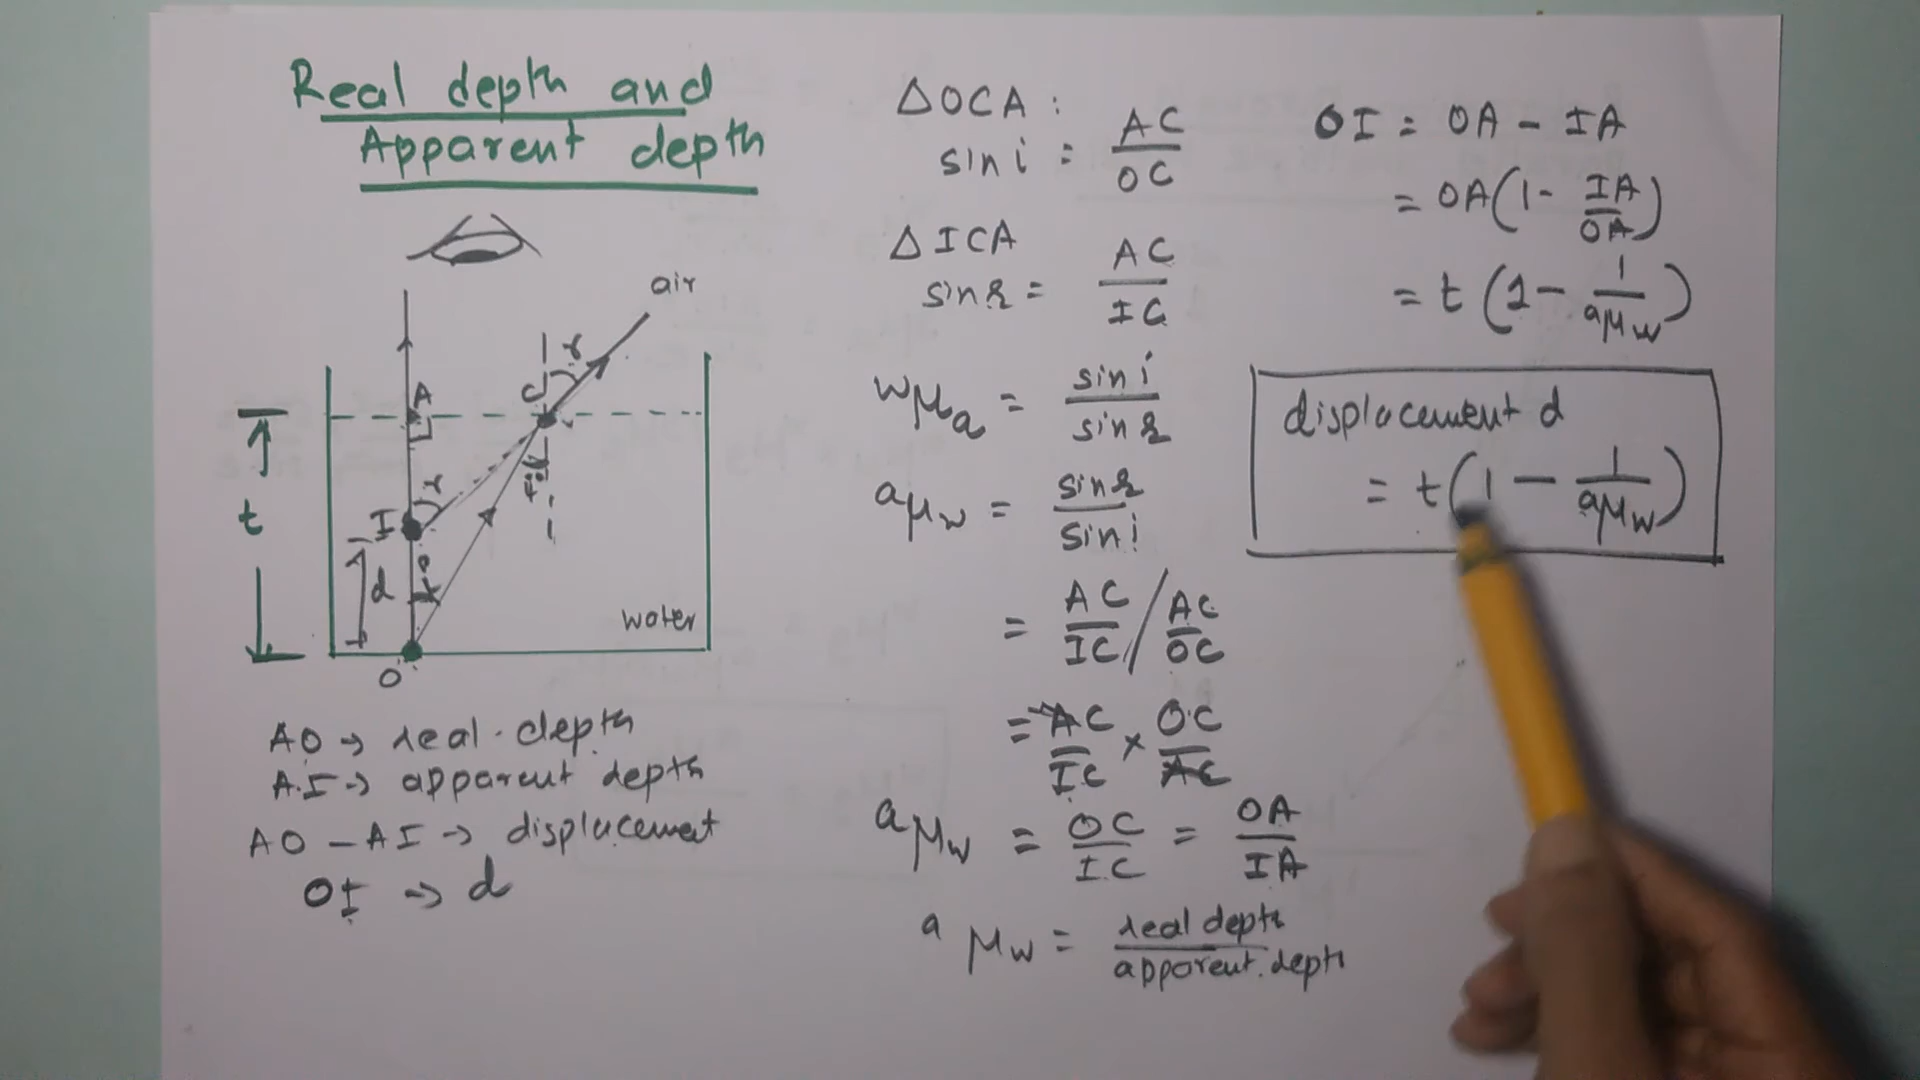 Real depth and
Apparent depth
air
A
C
r
i
t
I
r
d
i
water
O
AO → real depth
AI → apparent depth
AO - AI → displacement
OI → d
ΔOCA :
sin i = AC/OC
ΔICA
sin r = AC/IC
wμa = sin i/sin r
aμw = sin r/sin i
= AC/IC / AC/OC
= AC/IC × OC/AC
aμw = OC/IC = OA/IA
aμw = real depth/apparent depth
OI = OA - IA
= OA(1 - IA/OA)
= t(1 - 1/aμw)
displacement d
= t(1 - 1/aμw)